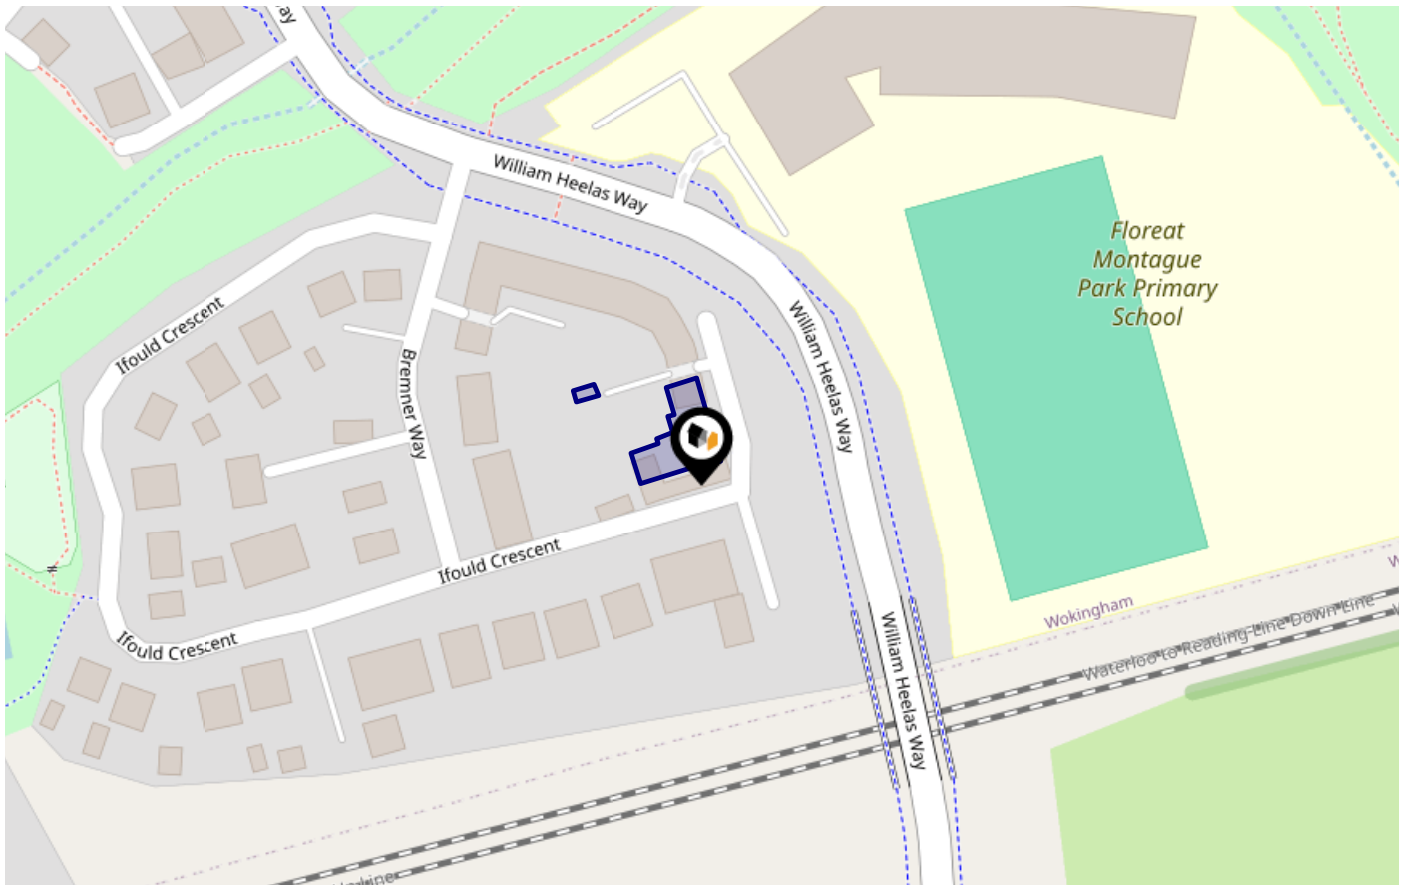 ay
William Heelas Way
Floreat
Montague
Park Primary
School
Ifould Crescent
William Heelas Way
Bremner Way
Ifould Crescent
Wokingham
W
Waterloo to Reading Line Down Line
Ifould Crescent
William Heelas Way